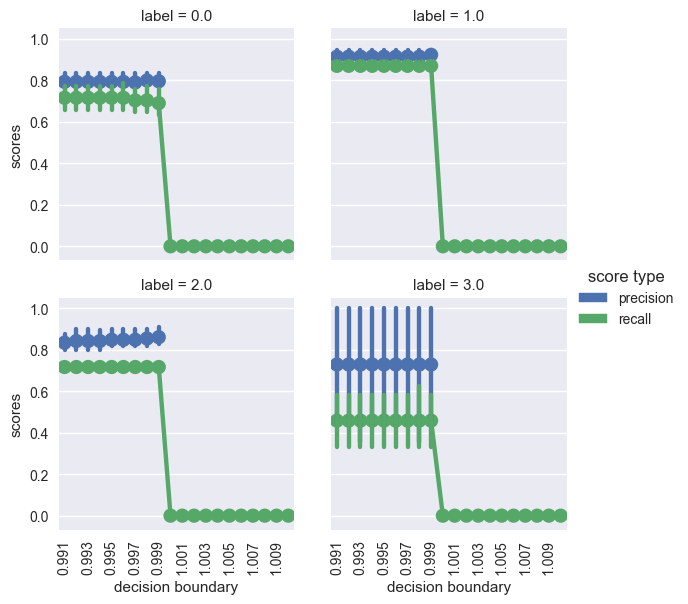 label = 0.0
label = 1.0
1.0
0.8
0.6
0.4
0.2
0.0
scores
label = 2.0
label = 3.0
1.0
0.8
0.6
0.4
0.2
0.0
scores
score type
precision
recall
0.991 0.993 0.995 0.997 0.999 1.001 1.003 1.005 1.007 1.009
0.991 0.993 0.995 0.997 0.999 1.001 1.003 1.005 1.007 1.009
decision boundary
decision boundary